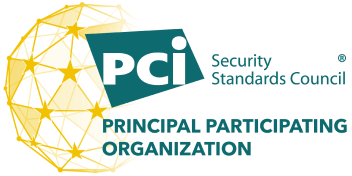 PCi Security
Standards Council ®
PRINCIPAL PARTICIPATING
ORGANIZATION